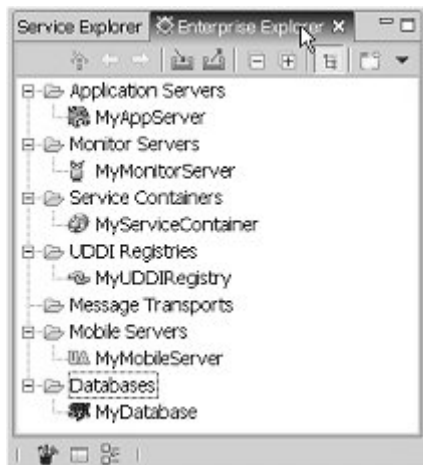 Service Explorer Enterprise Explorer
Application Servers
MyAppServer
Monitor Servers
MyMonitorServer
Service Containers
MyServiceContainer
UDDI Registries
MyUDDIRegistry
Message Transports
Mobile Servers
MyMobileServer
Databases
MyDatabase